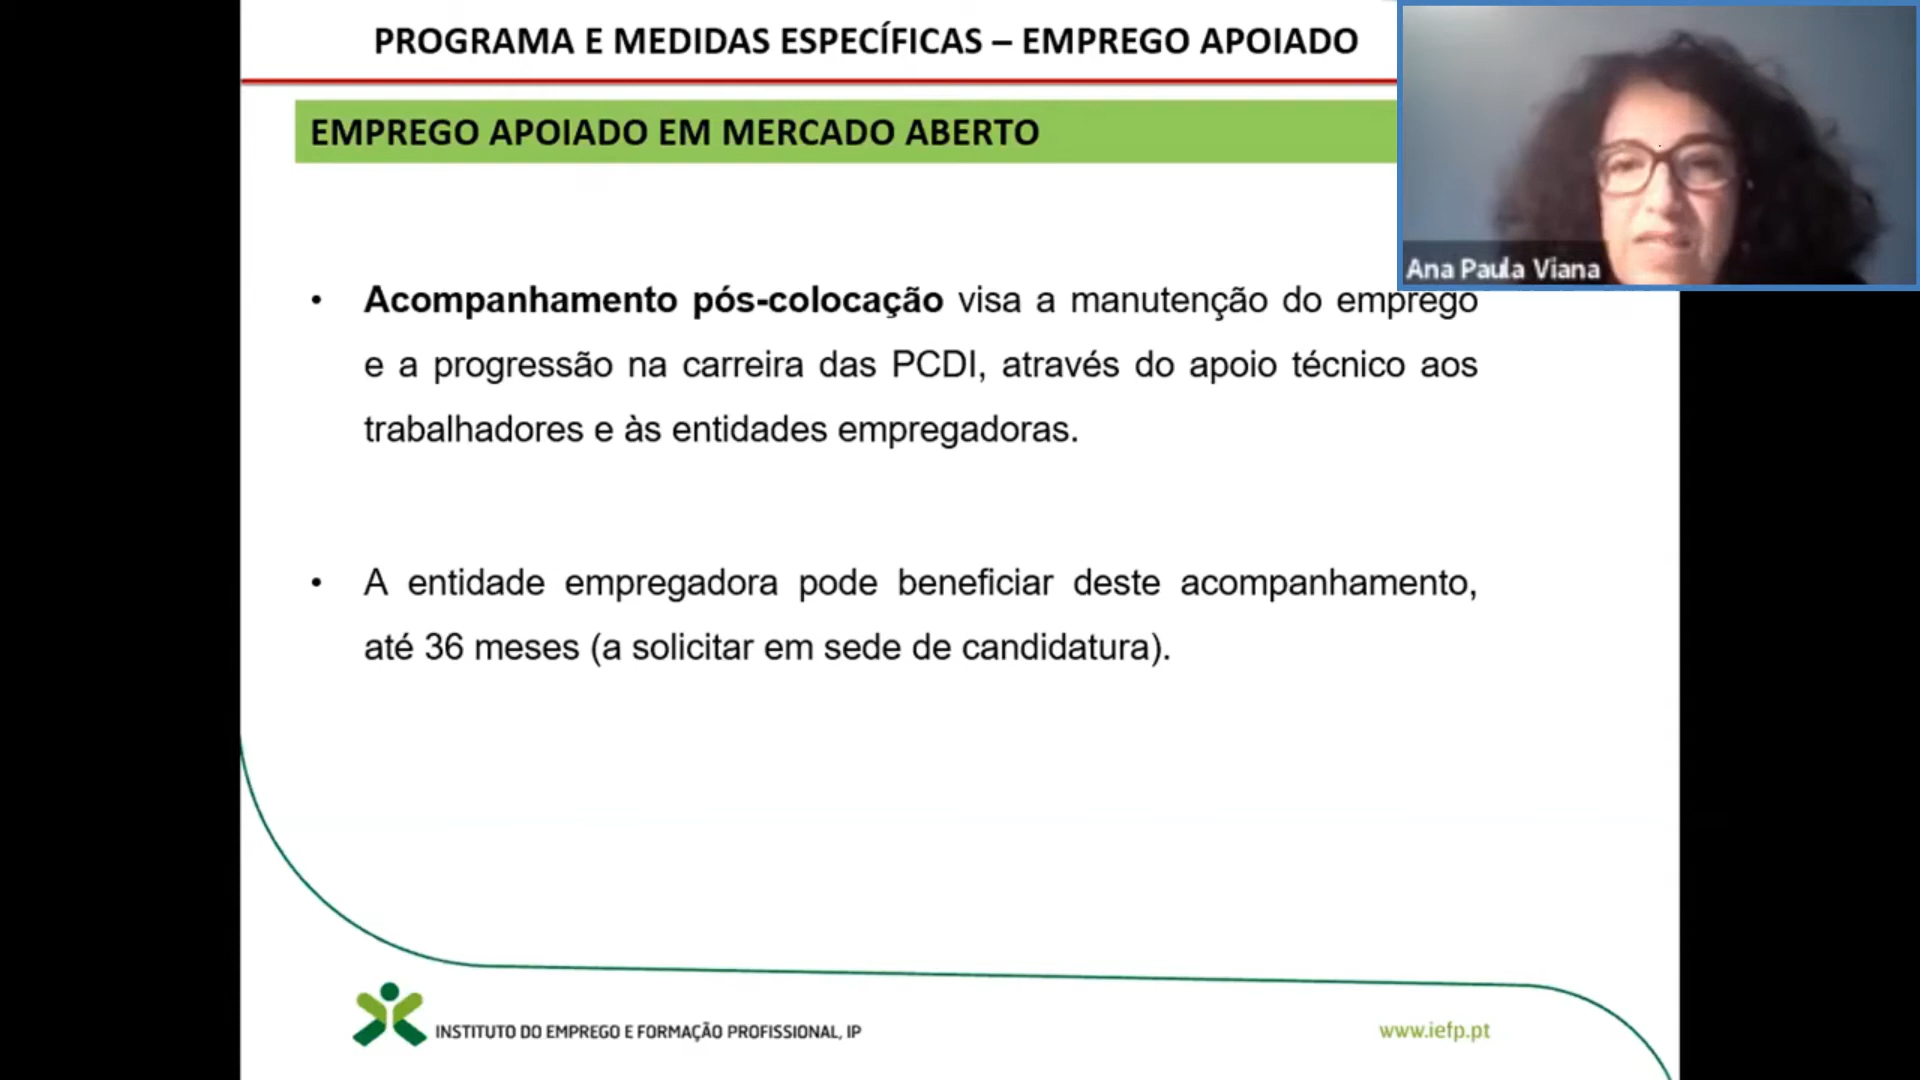 PROGRAMA E MEDIDAS ESPECÍFICAS – EMPREGO APOIADO
EMPREGO APOIADO EM MERCADO ABERTO
Ana Paula Viana
• Acompanhamento pós-colocação visa a manutenção do emprego
e a progressão na carreira das PCDI, através do apoio técnico aos
trabalhadores e às entidades empregadoras.
• A entidade empregadora pode beneficiar deste acompanhamento,
até 36 meses (a solicitar em sede de candidatura).
INSTITUTO DO EMPREGO E FORMAÇÃO PROFISSIONAL, IP
www.iefp.pt